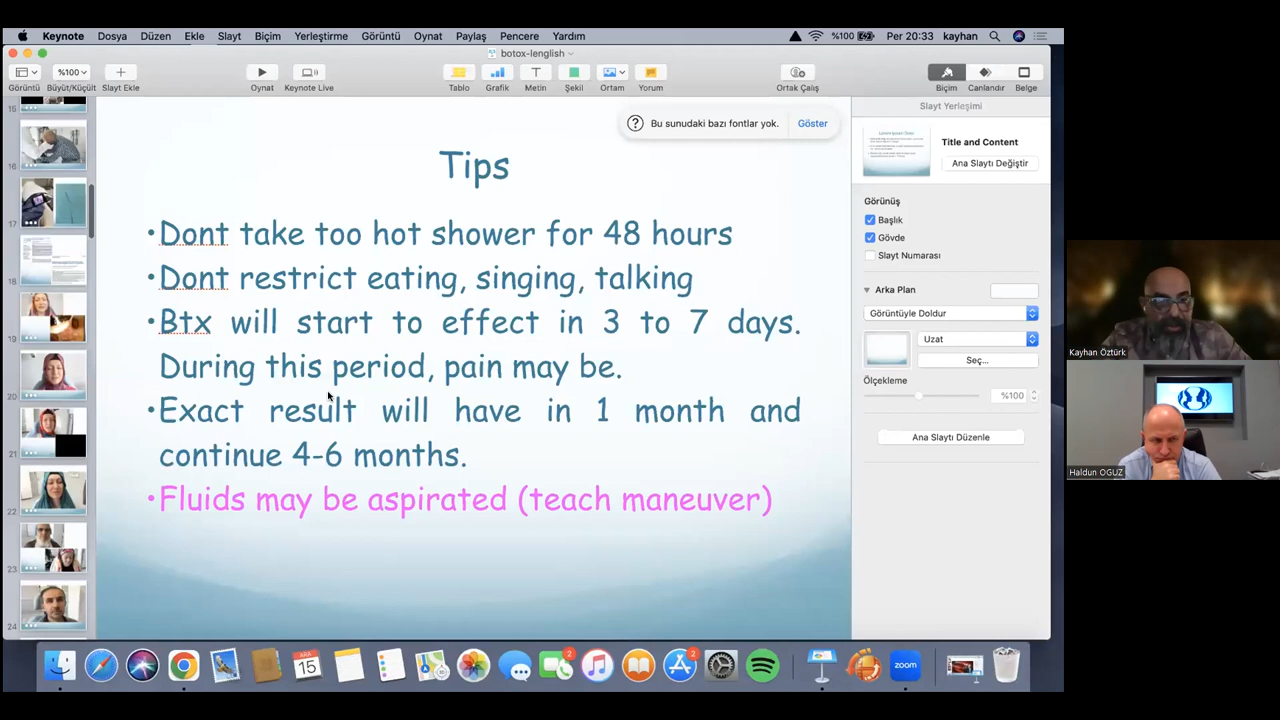 Keynote Dosya Düzen Ekle Slayt Biçim Yerleştirme Görüntü Oynat Paylaş Pencere Yardım %100 Per 20:33 kayhan
botox-lenglish
%100
Görüntü Büyüt/Küçült Slayt Ekle Oynat Keynote Live Tablo Grafik Metin Şekil Ortam Yorum Ortak Çalış Biçim Canlandır Belge
Slayt Yerleşimi
Bu sunudaki bazı fontlar yok. Göster
Title and Content
Ana Slaytı Değiştir
Tips
•Dont take too hot shower for 48 hours
•Dont restrict eating, singing, talking
•Btx will start to effect in 3 to 7 days.
During this period, pain may be.
•Exact result will have in 1 month and
continue 4-6 months.
•Fluids may be aspirated (teach maneuver)
Görünüş
Başlık
Gövde
Slayt Numarası
Arka Plan
Görüntüyle Doldur
Uzat
Seç...
Ölçekleme
%100
Ana Slaytı Düzenle
15
16
17
18
19
20
21
22
23
24
Kayhan Öztürk
Haldun OGUZ
ARA
15
2
2
zoom